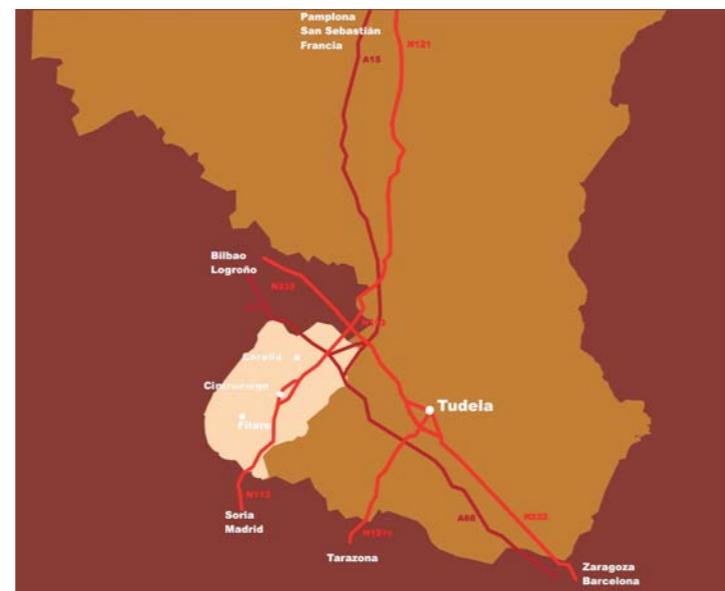 Pamplona
San Sebastián
Francia
A15
N121
Bilbao
Logroño
N232
N113
Corella
Cintruénigo
Fitero
Tudela
N113
Soria
Madrid
N121c
Tarazona
A68
N232
Zaragoza
Barcelona